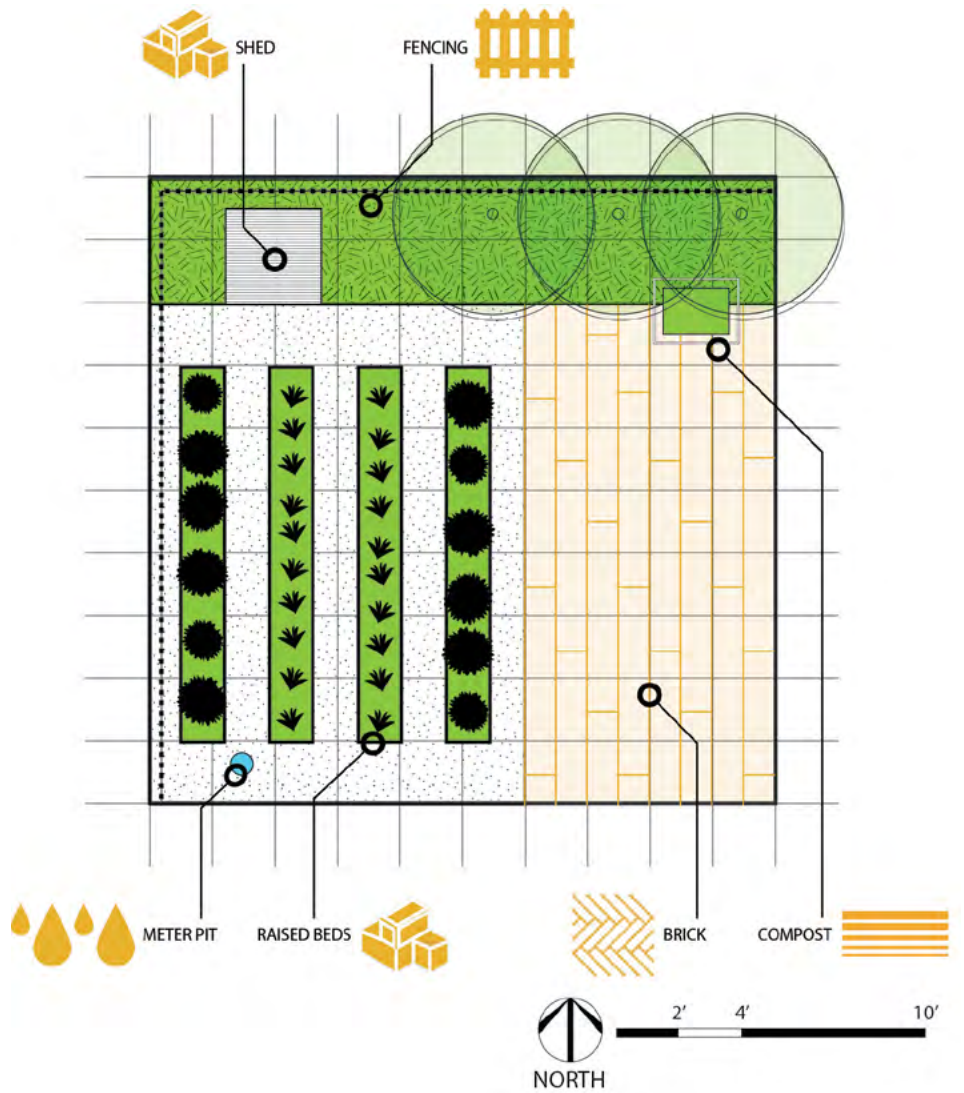 SHED
FENCING
METER PIT
RAISED BEDS
BRICK
COMPOST
2’ 4’ 10’
NORTH